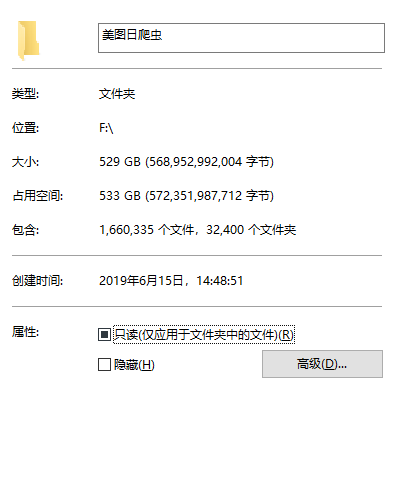 美图日爬虫
类型: 文件夹
位置: F:\
大小: 529 GB (568,952,992,004 字节)
占用空间: 533 GB (572,351,987,712 字节)
包含: 1,660,335 个文件，32,400 个文件夹
创建时间: 2019年6月15日，14:48:51
属性: 只读(仅应用于文件夹中的文件)(R)
隐藏(H) 高级(D)...